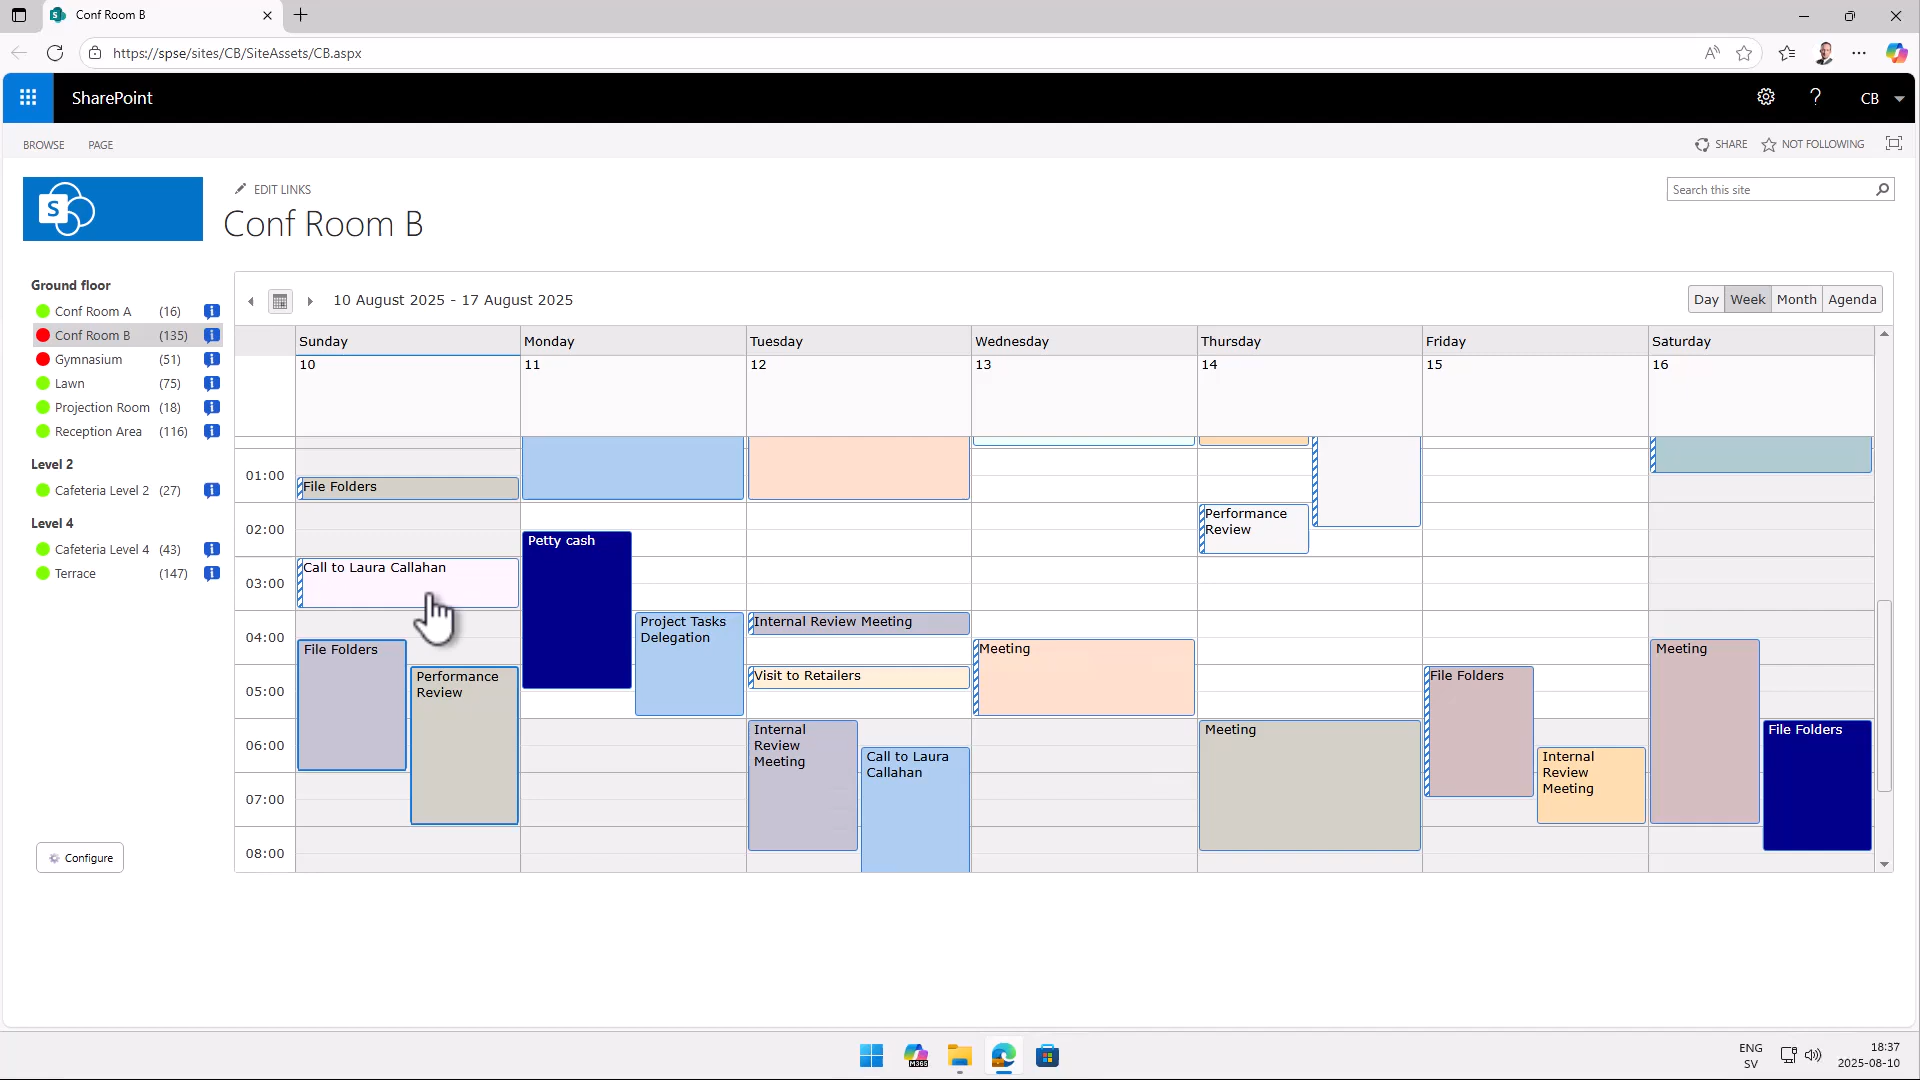 Conf Room B
https://spse/sites/CB/SiteAssets/CB.aspx
SharePoint
CB
BROWSE
PAGE
SHARE
NOT FOLLOWING
S
EDIT LINKS
Conf Room B
Search this site
Ground floor
Conf Room A (16)
Conf Room B (135)
Gymnasium (51)
Lawn (75)
Projection Room (18)
Reception Area (116)
Level 2
Cafeteria Level 2 (27)
Level 4
Cafeteria Level 4 (43)
Terrace (147)
Configure
10 August 2025 - 17 August 2025
Day Week Month Agenda
Sunday Monday Tuesday Wednesday Thursday Friday Saturday
10 11 12 13 14 15 16
01:00
02:00
03:00
04:00
05:00
06:00
07:00
08:00
File Folders
Call to Laura Callahan
File Folders
Performance
Review
Petty cash
Project Tasks
Delegation
Internal Review Meeting
Visit to Retailers
Internal
Review
Meeting
Call to Laura
Callahan
Meeting
Performance
Review
Meeting
File Folders
Internal
Review
Meeting
Meeting
File Folders
M365
ENG
SV
18:37
2025-08-10